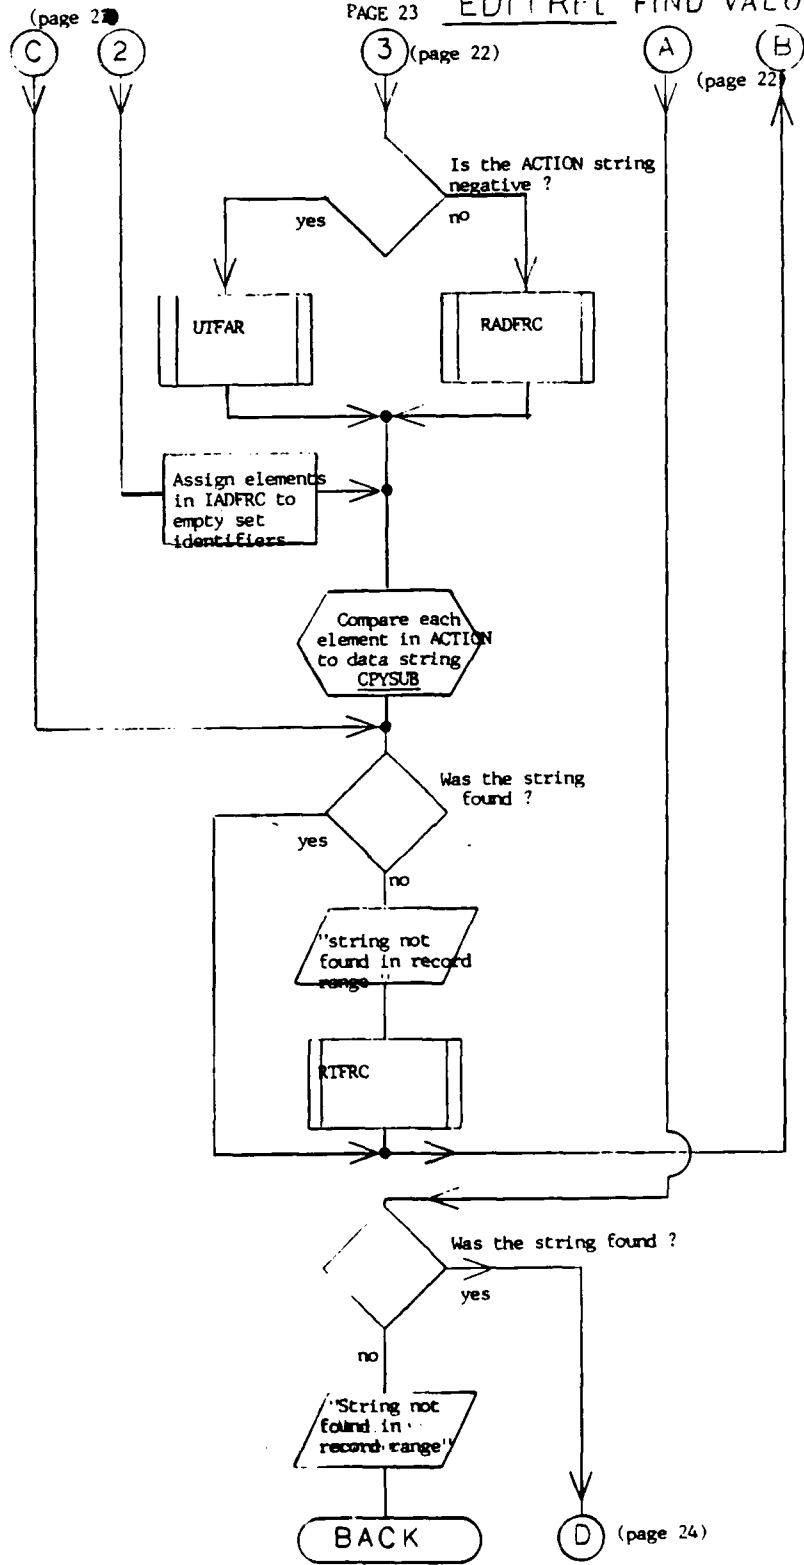 PAGE 23
FIND
(page
C
2
3
(page 22)
A
(page 22)
B
Is the ACTION string
negative ?
yes
no
UTFAR
RADFRC
Assign elements
in IADFRC to
empty set
identifiers
Compare each
element in ACTION
to data string
CPYSUB
Was the string
found ?
yes
no
"string not
found in record
range "
RTFRC
Was the string found ?
yes
no
"String not
found in
record range"
BACK
D
(page 24)